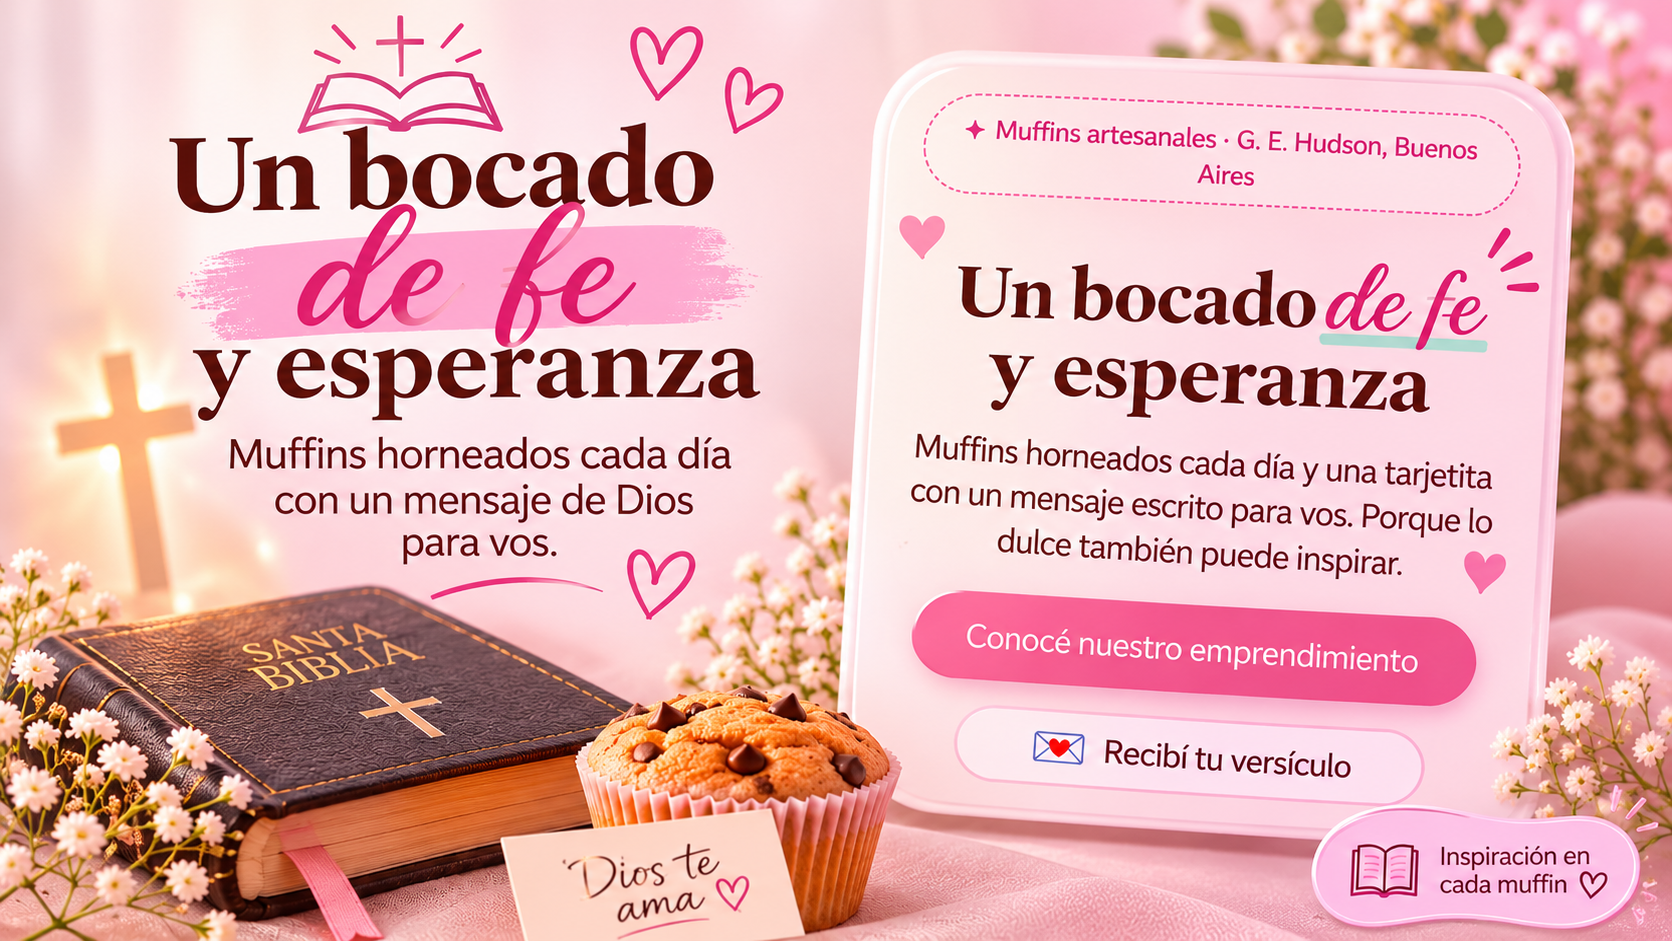 Un bocado
de fe
y esperanza
Muffins horneados cada día
con un mensaje de Dios
para vos.
SANTA
BIBLIA
Dios te
ama
✦ Muffins artesanales · G. E. Hudson, Buenos
Aires
Un bocado de fe
y esperanza
Muffins horneados cada día y una tarjetita
con un mensaje escrito para vos. Porque lo
dulce también puede inspirar.
Conocé nuestro emprendimiento
💌 Recibí tu versículo
Inspiración en
cada muffin ♡